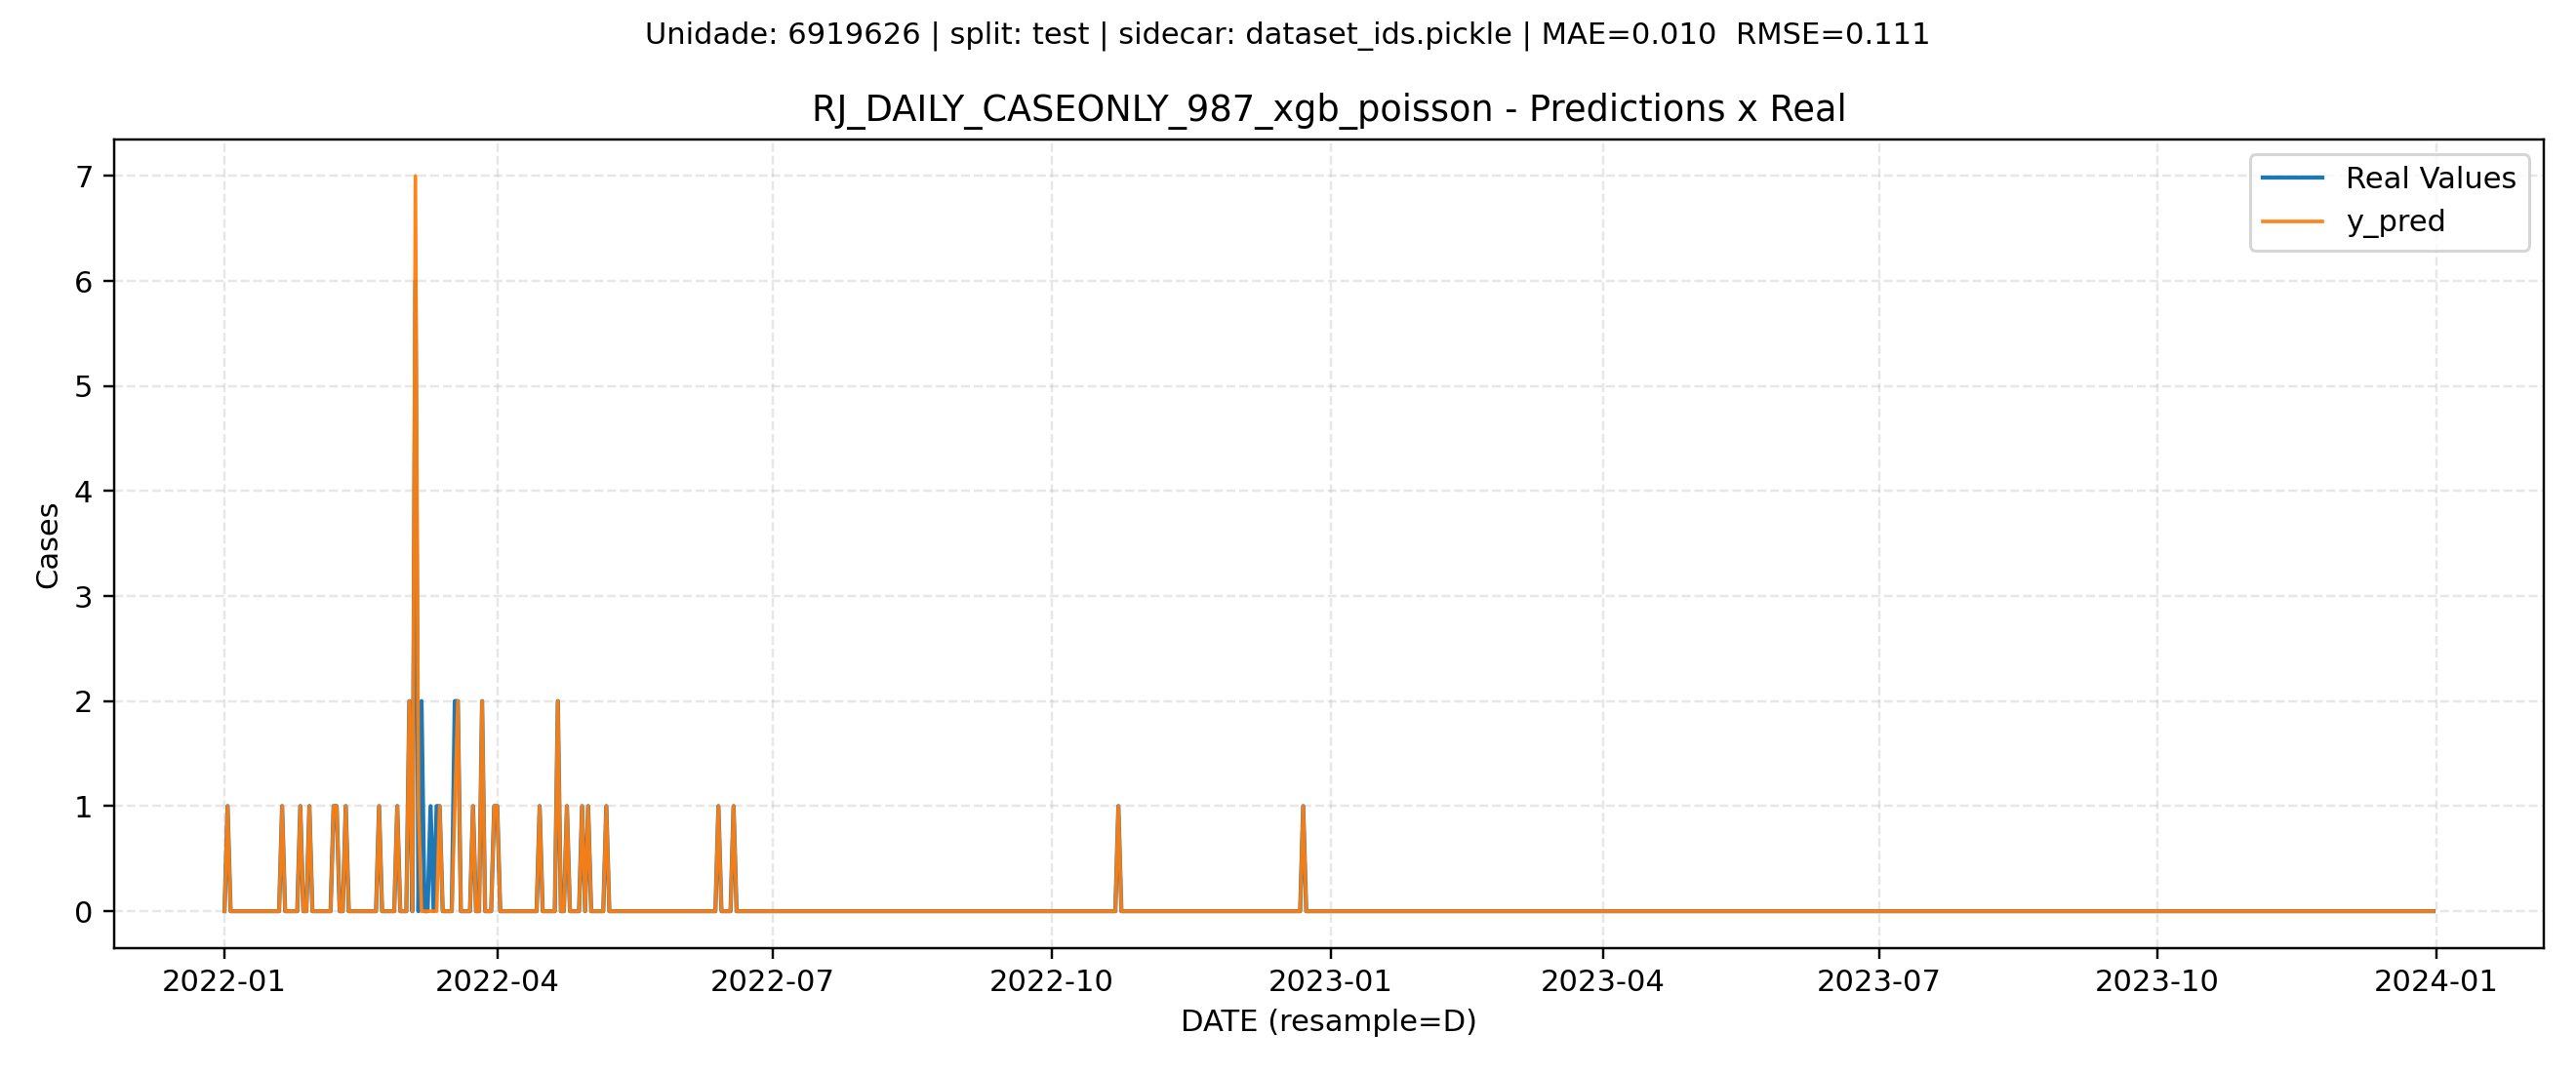 Unidade: 6919626 | split: test | sidecar: dataset_ids.pickle | MAE=0.010  RMSE=0.111
RJ_DAILY_CASEONLY_987_xgb_poisson - Predictions x Real
Real Values
y_pred
Cases
7
6
5
4
3
2
1
0
2022-01
2022-04
2022-07
2022-10
2023-01
2023-04
2023-07
2023-10
2024-01
DATE (resample=D)